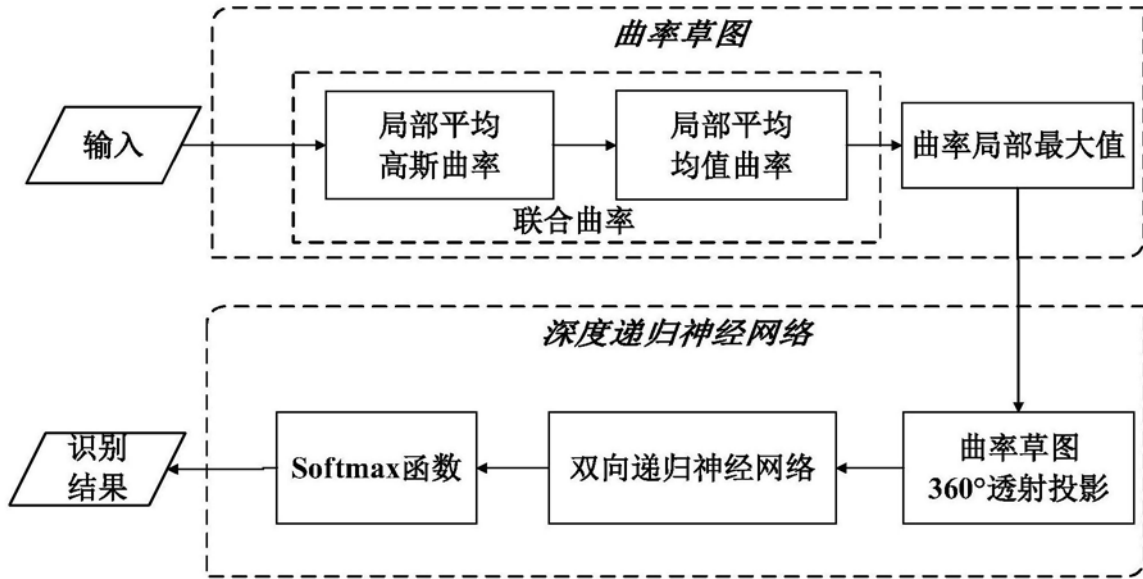 曲率草图
输入
局部平均
高斯曲率
局部平均
均值曲率
曲率局部最大值
联合曲率
深度递归神经网络
曲率草图
360°透射投影
双向递归神经网络
Softmax函数
识别
结果